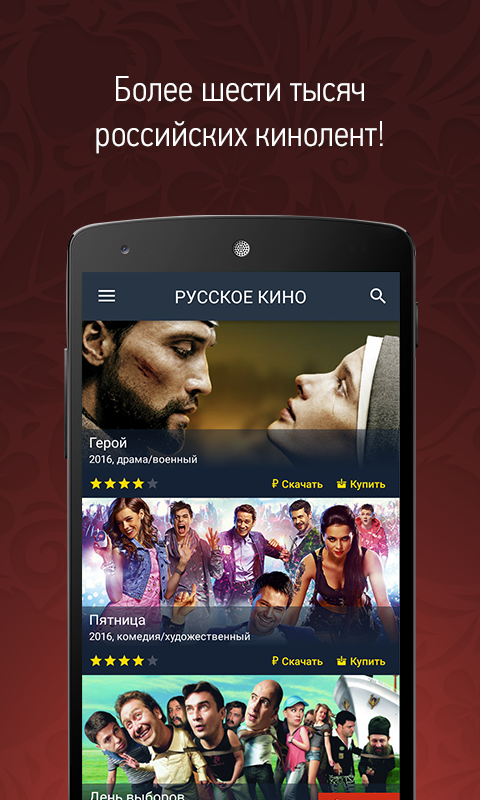 Более шести тысяч
российских кинолент!
РУССКОЕ КИНО
Герой
2016, драма/военный
₽ Скачать Купить
Пятница
2016, комедия/художественный
₽ Скачать Купить
День выборов